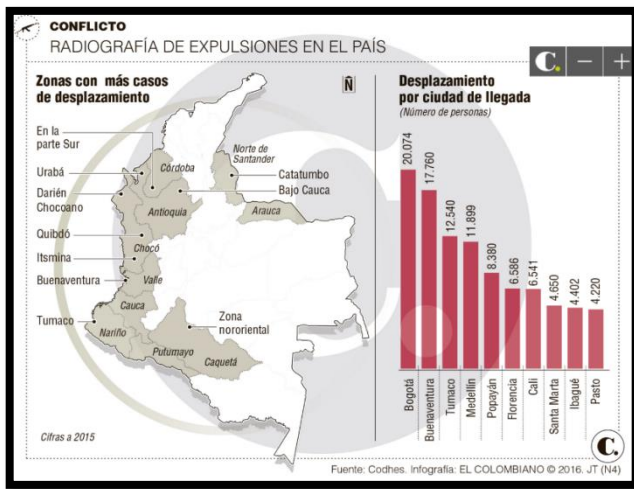 CONFLICTO
RADIOGRAFÍA DE EXPULSIONES EN EL PAÍS
C. − +
Zonas con más casos
de desplazamiento
Ñ
En la
parte Sur
Urabá
Darién
Chocoano
Quibdó
Itsmina
Buenaventura
Tumaco
Córdoba
Antioquia
Chocó
Valle
Cauca
Nariño
Putumayo
Caquetá
Norte de
Santander
Catatumbo
Bajo Cauca
Arauca
Zona
nororiental
Cifras a 2015
Desplazamiento
por ciudad de llegada
(Número de personas)
20.074
17.760
12.540
11.899
8.380
6.586
6.541
4.650
4.402
4.220
Bogotá
Buenaventura
Tumaco
Medellín
Popayán
Florencia
Cali
Santa Marta
Ibagué
Pasto
C.
Fuente: Codhes. Infografía: EL COLOMBIANO © 2016. JT (N4)